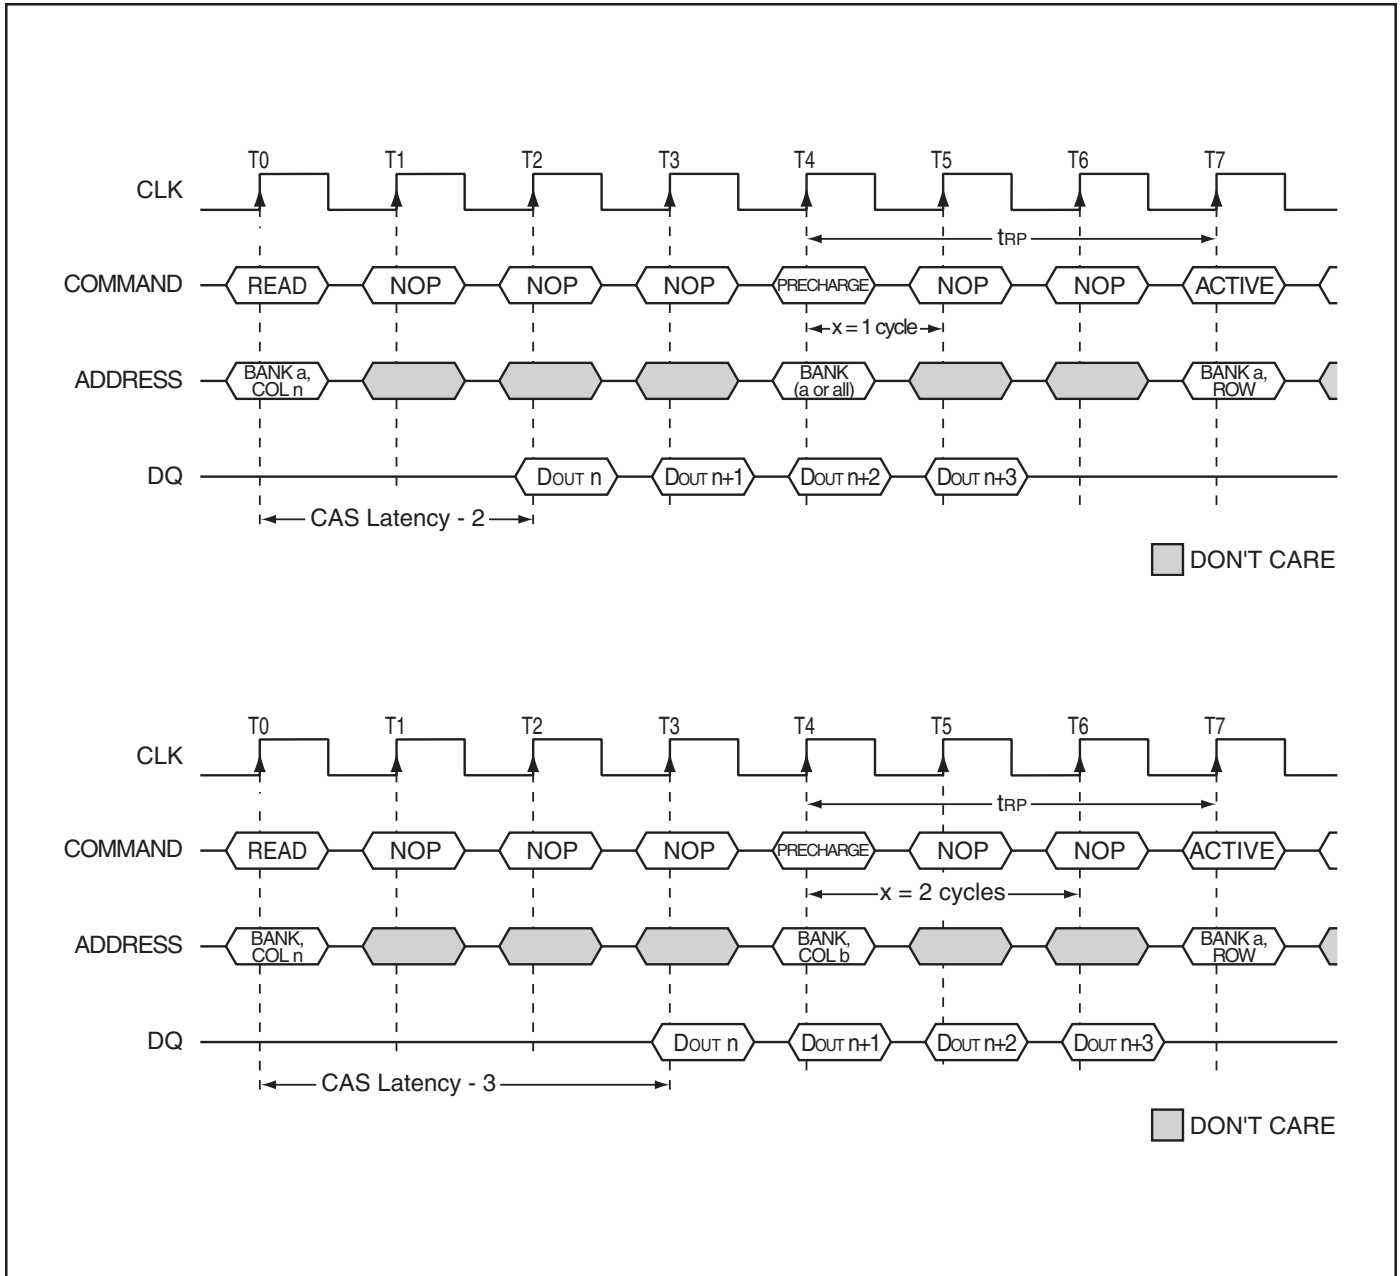 T0 T1 T2 T3 T4 T5 T6 T7
CLK
tRP
COMMAND READ NOP NOP NOP PRECHARGE NOP NOP ACTIVE
x = 1 cycle
ADDRESS BANK a, COL n BANK (a or all) BANK a, ROW
DQ DOUT n DOUT n+1 DOUT n+2 DOUT n+3
CAS Latency - 2
DON'T CARE
T0 T1 T2 T3 T4 T5 T6 T7
CLK
tRP
COMMAND READ NOP NOP NOP PRECHARGE NOP NOP ACTIVE
x = 2 cycles
ADDRESS BANK, COL n BANK, COL b BANK a, ROW
DQ DOUT n DOUT n+1 DOUT n+2 DOUT n+3
CAS Latency - 3
DON'T CARE